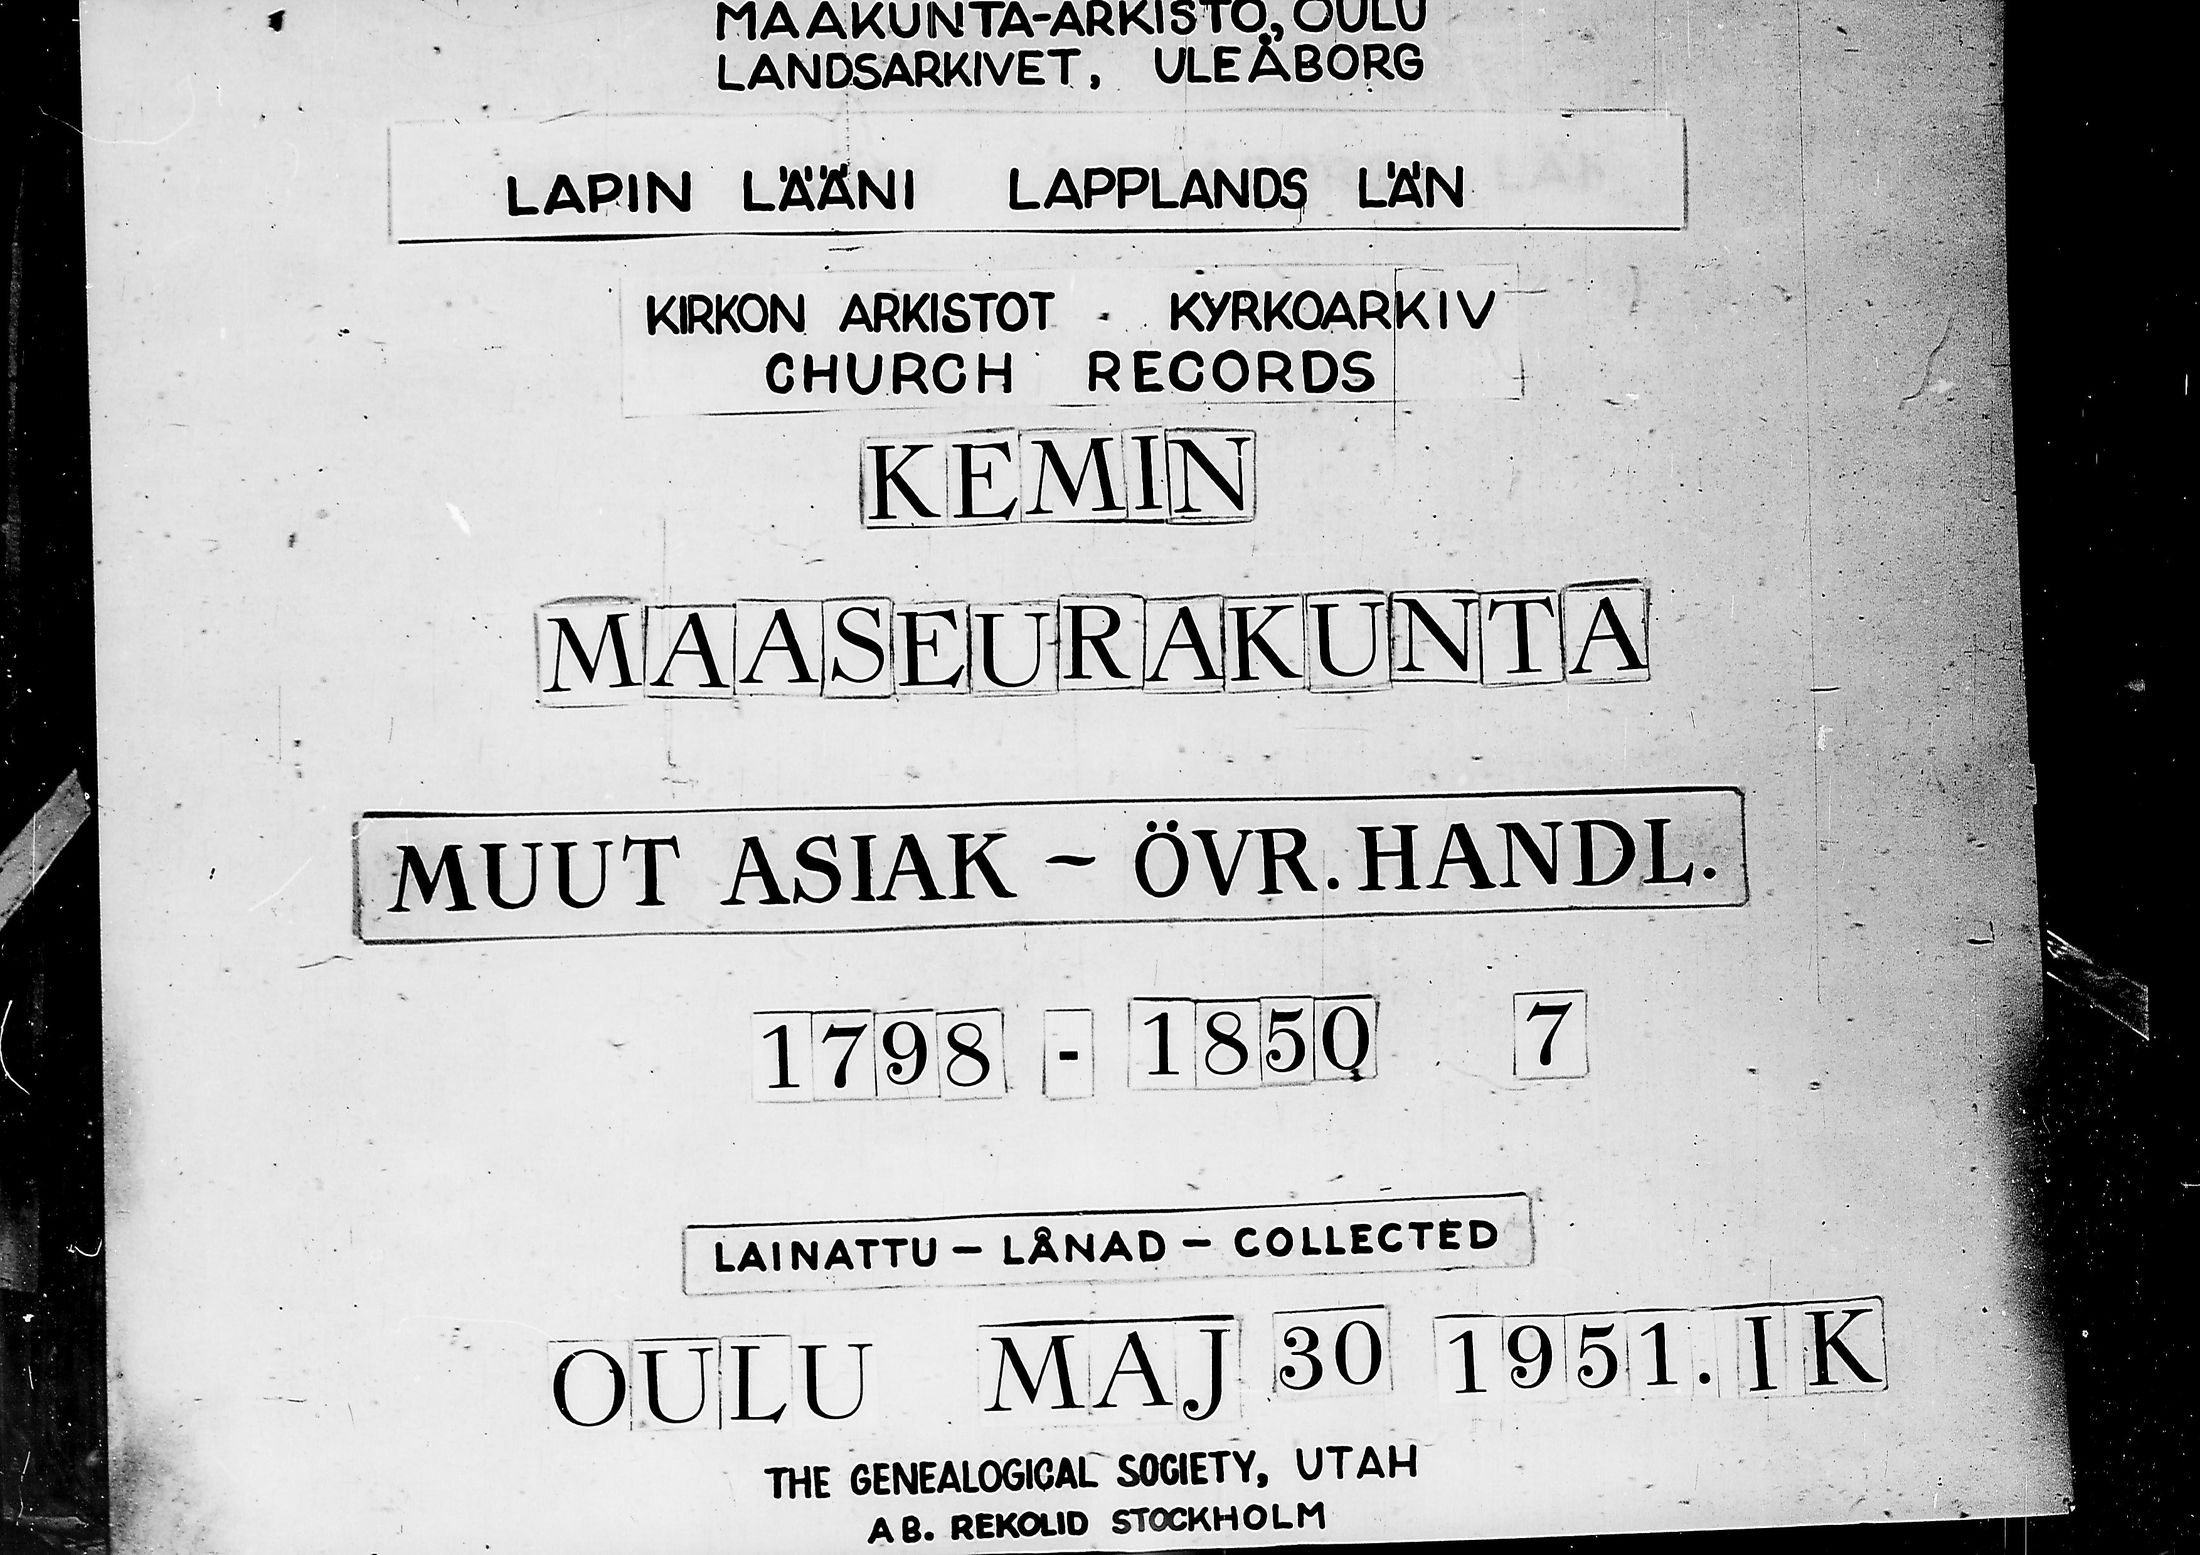 MAAKUNTA-ARKISTO, OULU
LANDSARKIVET, ULEÅBORG
LAPIN LÄÄNI LAPPLANDS LÄN
KIRKON ARKISTOT - KYRKOARKIV
CHURCH RECORDS
KEMIN
MAASEURAKUNTA
MUUT ASIAK - ÖVR. HANDL.
1798 - 1850 7
LAINATTU - LÅNAD - COLLECTED
OULU MAJ 30 1951. IK
THE GENEALOGICAL SOCIETY, UTAH
AB. REKOLID STOCKHOLM